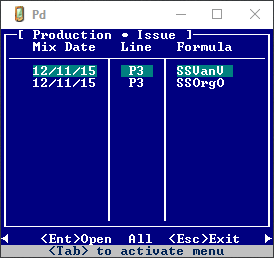 Pd
[ Production • Issue ]
Mix Date Line Formula
12/11/15 P3 SSVanV
12/11/15 P3 SSOrgO
<Ent>Open All <Esc>Exit
<Tab> to activate menu